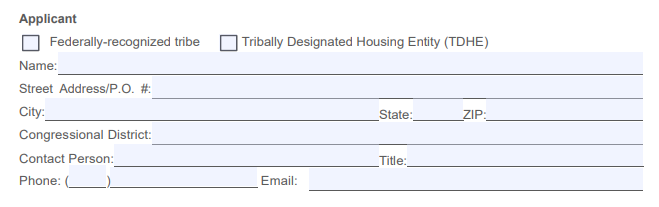 Applicant
Federally-recognized tribe Tribally Designated Housing Entity (TDHE)
Name:
Street Address/P.O. #:
City: State: ZIP:
Congressional District:
Contact Person: Title:
Phone: ( ) Email: